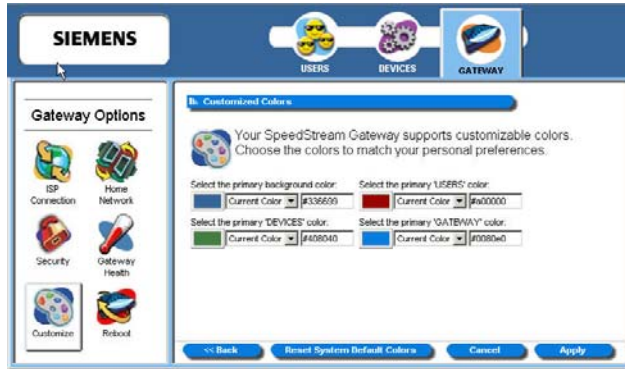 SIEMENS
USERS
DEVICES
GATEWAY
Gateway Options
ISP Connection
Home Network
Security
Gateway Health
Customize
Reboot
Customized Colors
Your SpeedStream Gateway supports customizable colors.
Choose the colors to match your personal preferences.
Select the primary background color:
Current Color
#336699
Select the primary 'USERS' color:
Current Color
#a00000
Select the primary 'DEVICES' color:
Current Color
#408040
Select the primary 'GATEWAY' color:
Current Color
#0080e0
<< Back
Reset System Default Colors
Cancel
Apply